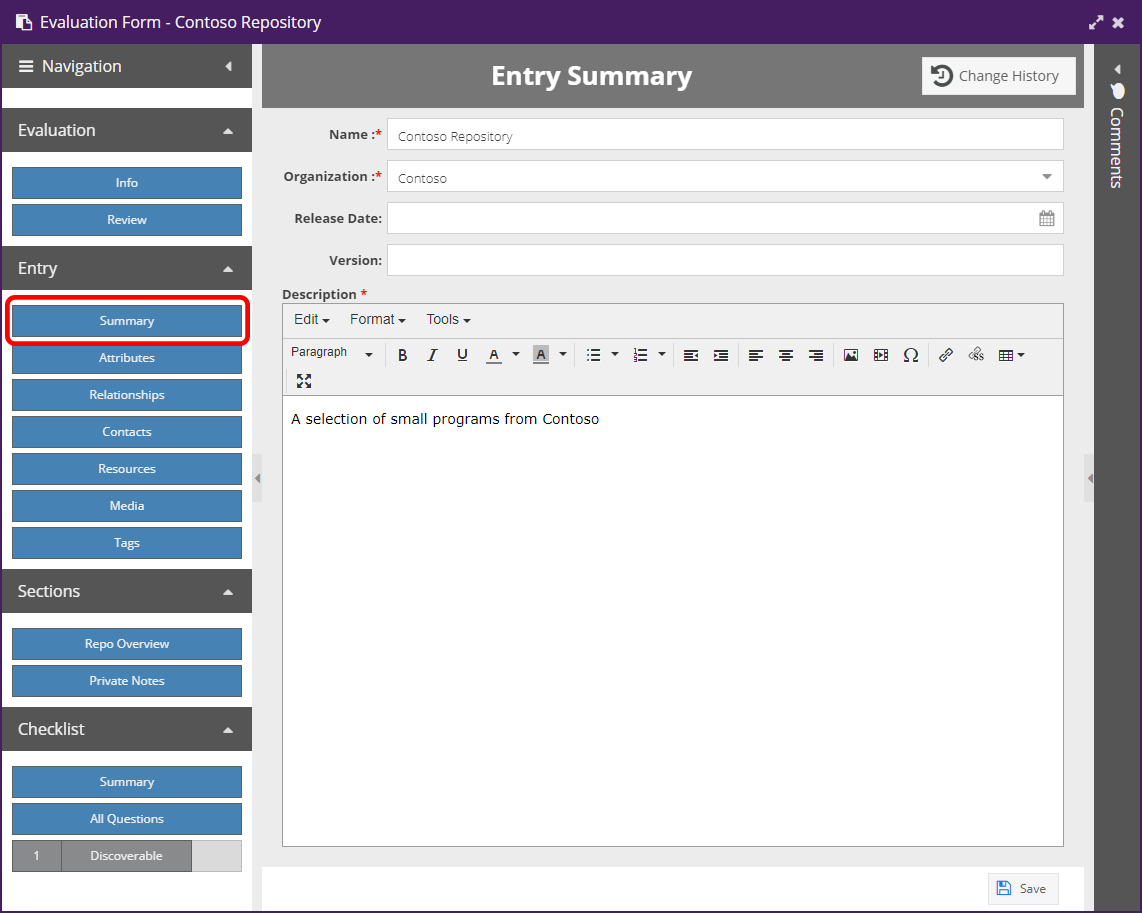 Evaluation Form - Contoso Repository
Navigation
Evaluation
Info
Review
Entry
Summary
Attributes
Relationships
Contacts
Resources
Media
Tags
Sections
Repo Overview
Private Notes
Checklist
Summary
All Questions
1 Discoverable
Entry Summary
Change History
Name :* Contoso Repository
Organization :* Contoso
Release Date:
Version:
Description *
Edit Format Tools
Paragraph B I U A A Ω
A selection of small programs from Contoso
Save
Comments